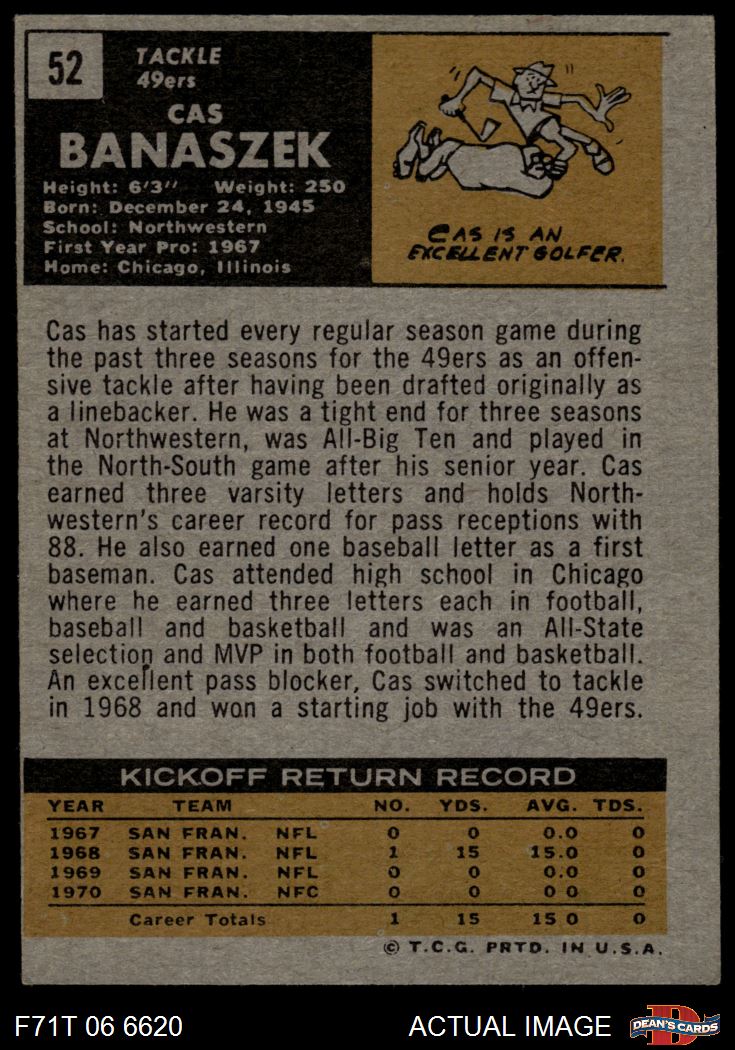 52
TACKLE
49ers
CAS
BANASZEK
Height: 6'3" Weight: 250
Born: December 24, 1945
School: Northwestern
First Year Pro: 1967
Home: Chicago, Illinois
CAS IS AN
EXCELLENT GOLFER.
Cas has started every regular season game during
the past three seasons for the 49ers as an offen-
sive tackle after having been drafted originally as
a linebacker. He was a tight end for three seasons
at Northwestern, was All-Big Ten and played in
the North-South game after his senior year. Cas
earned three varsity letters and holds North-
western's career record for pass receptions with
88. He also earned one baseball letter as a first
baseman. Cas attended high school in Chicago
where he earned three letters each in football,
baseball and basketball and was an All-State
selection and MVP in both football and basketball.
An excellent pass blocker, Cas switched to tackle
in 1968 and won a starting job with the 49ers.
KICKOFF RETURN RECORD
YEAR TEAM NO. YDS. AVG. TDS.
1967 SAN FRAN. NFL 0 0 0.0 0
1968 SAN FRAN. NFL 1 15 15.0 0
1969 SAN FRAN. NFL 0 0 0.0 0
1970 SAN FRAN. NFC 0 0 0 0 0
Career Totals 1 15 15 0 0
© T.C.G. PRTD. IN U.S.A.
F71T 06 6620 ACTUAL IMAGE DEAN'S CARDS